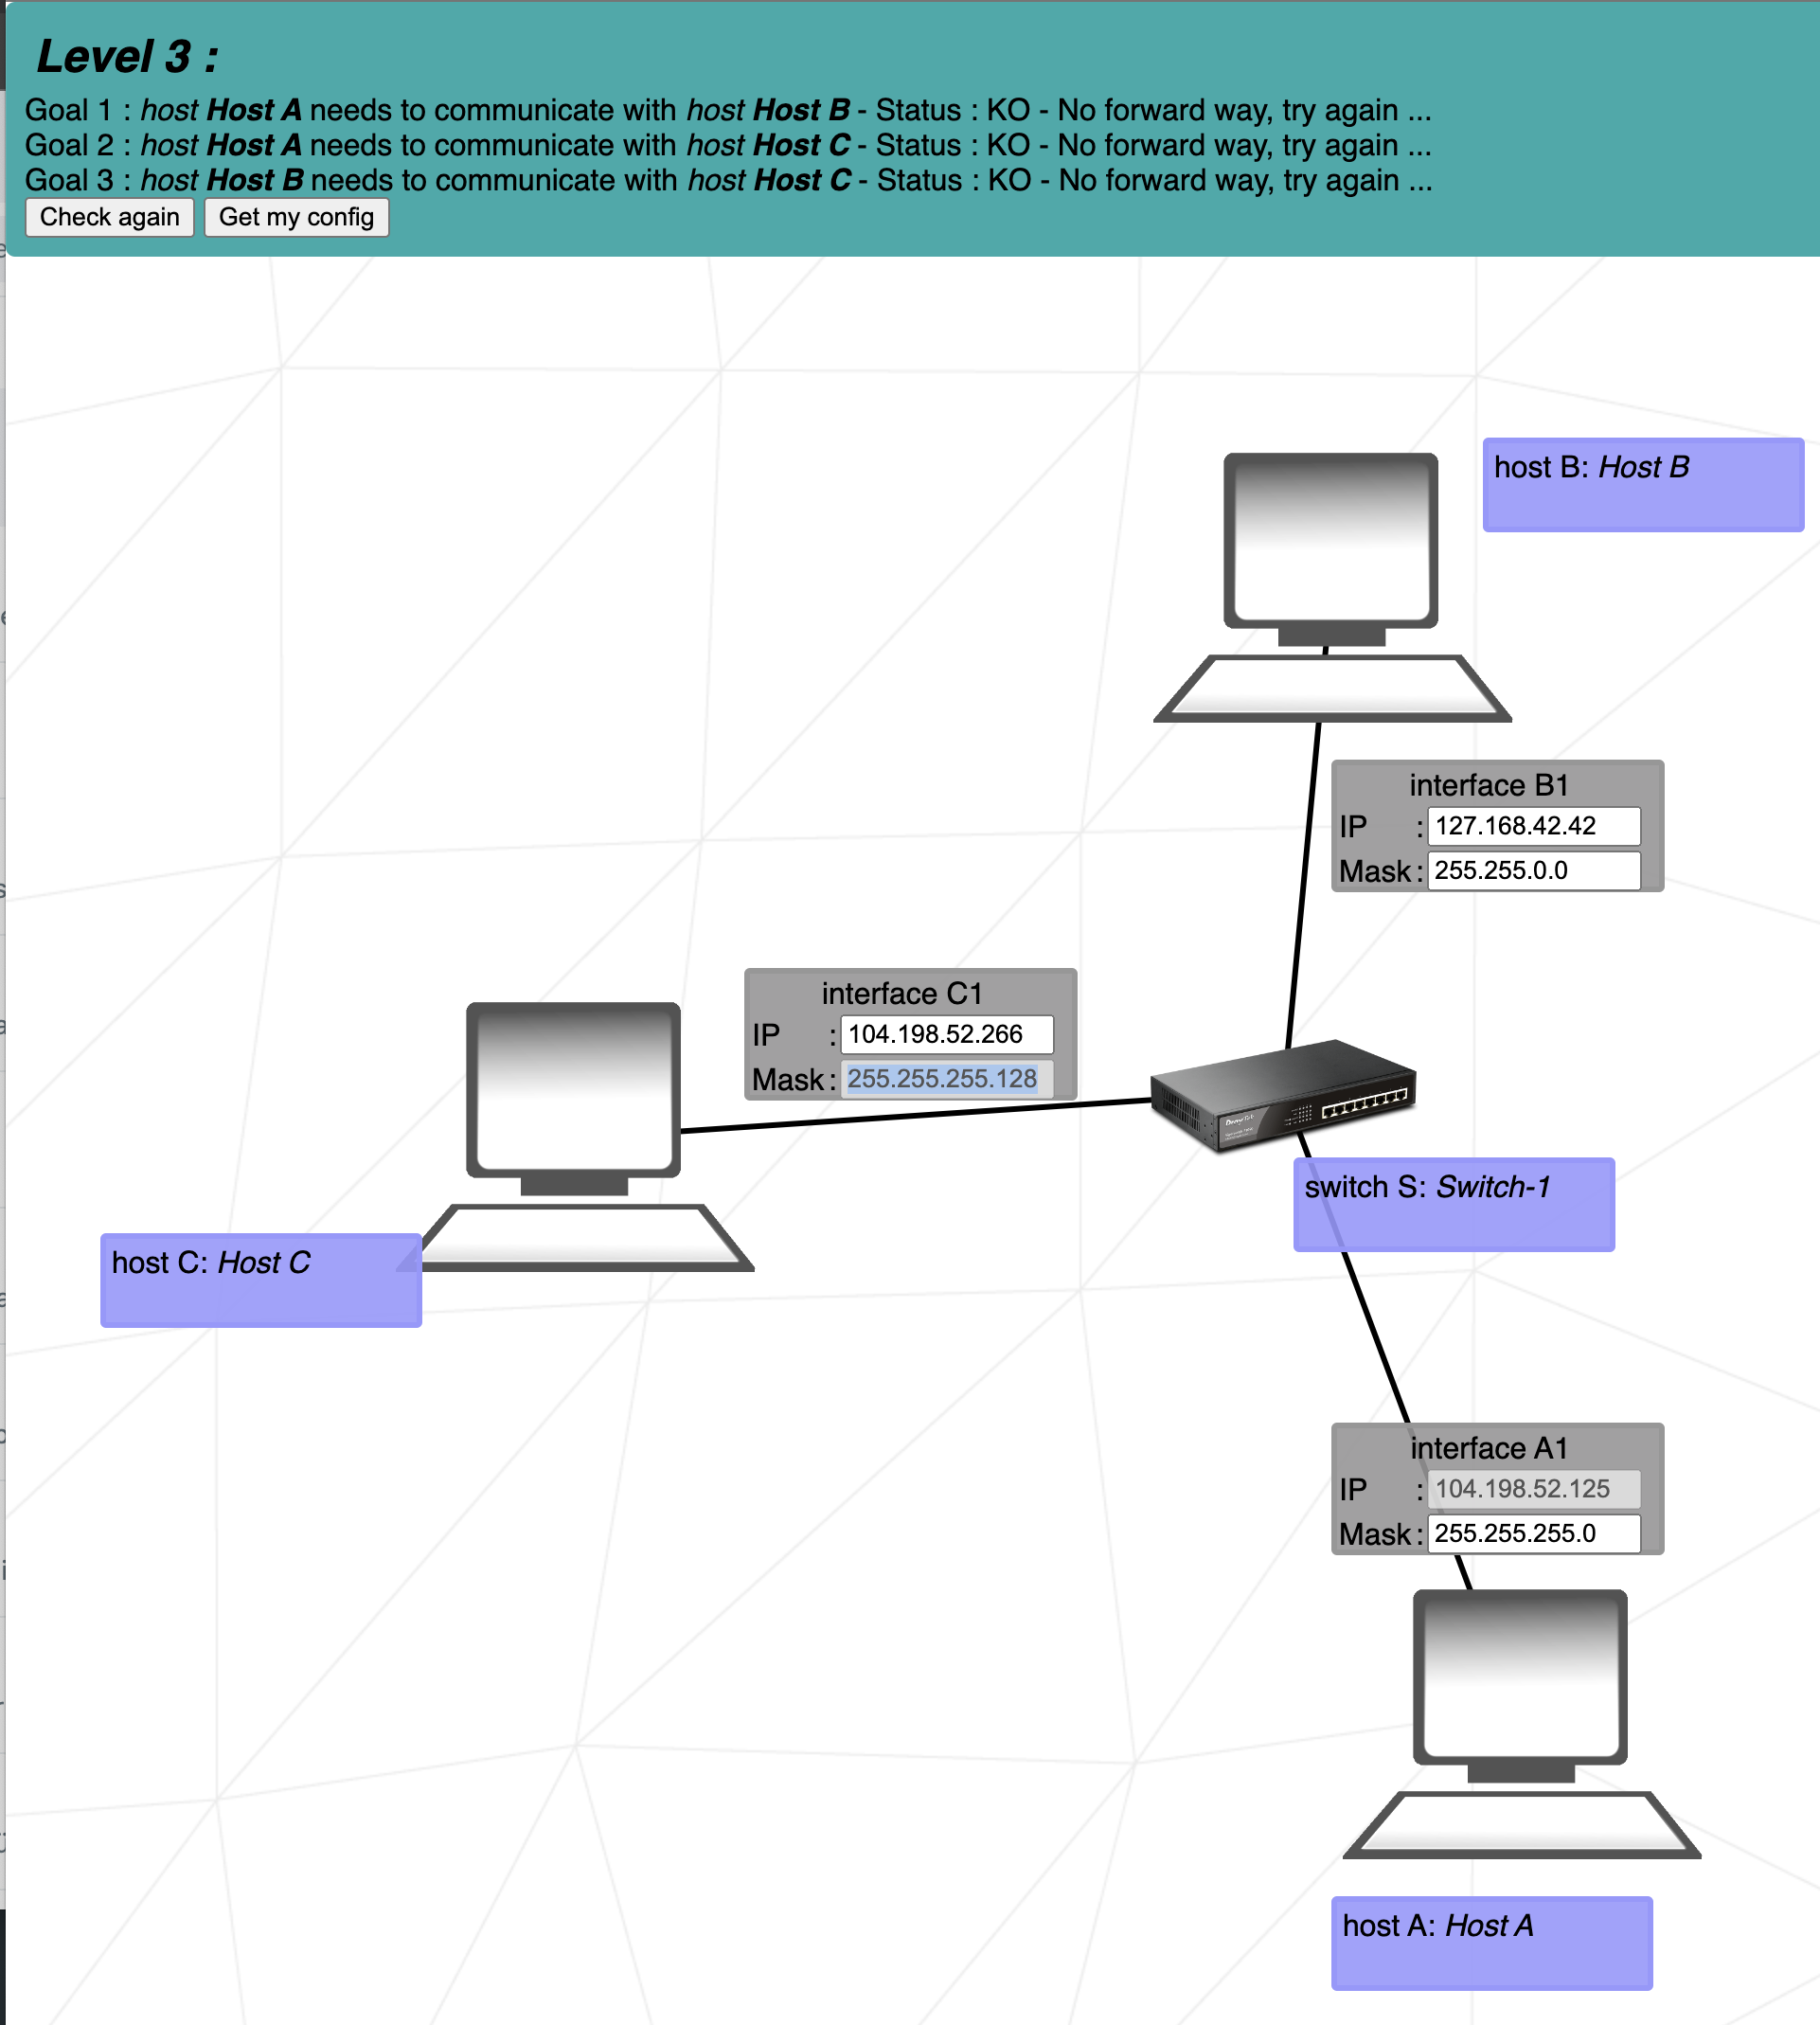 Level 3 :
Goal 1 : host Host A needs to communicate with host Host B - Status : KO - No forward way, try again ...
Goal 2 : host Host A needs to communicate with host Host C - Status : KO - No forward way, try again ...
Goal 3 : host Host B needs to communicate with host Host C - Status : KO - No forward way, try again ...
Check again Get my config
host B: Host B
interface B1
IP : 127.168.42.42
Mask : 255.255.0.0
interface C1
IP : 104.198.52.266
Mask : 255.255.255.128
switch S: Switch-1
host C: Host C
interface A1
IP : 104.198.52.125
Mask : 255.255.255.0
host A: Host A